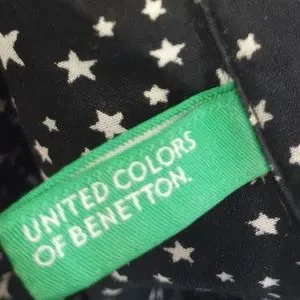 UNITED COLORS
OF BENETTON.